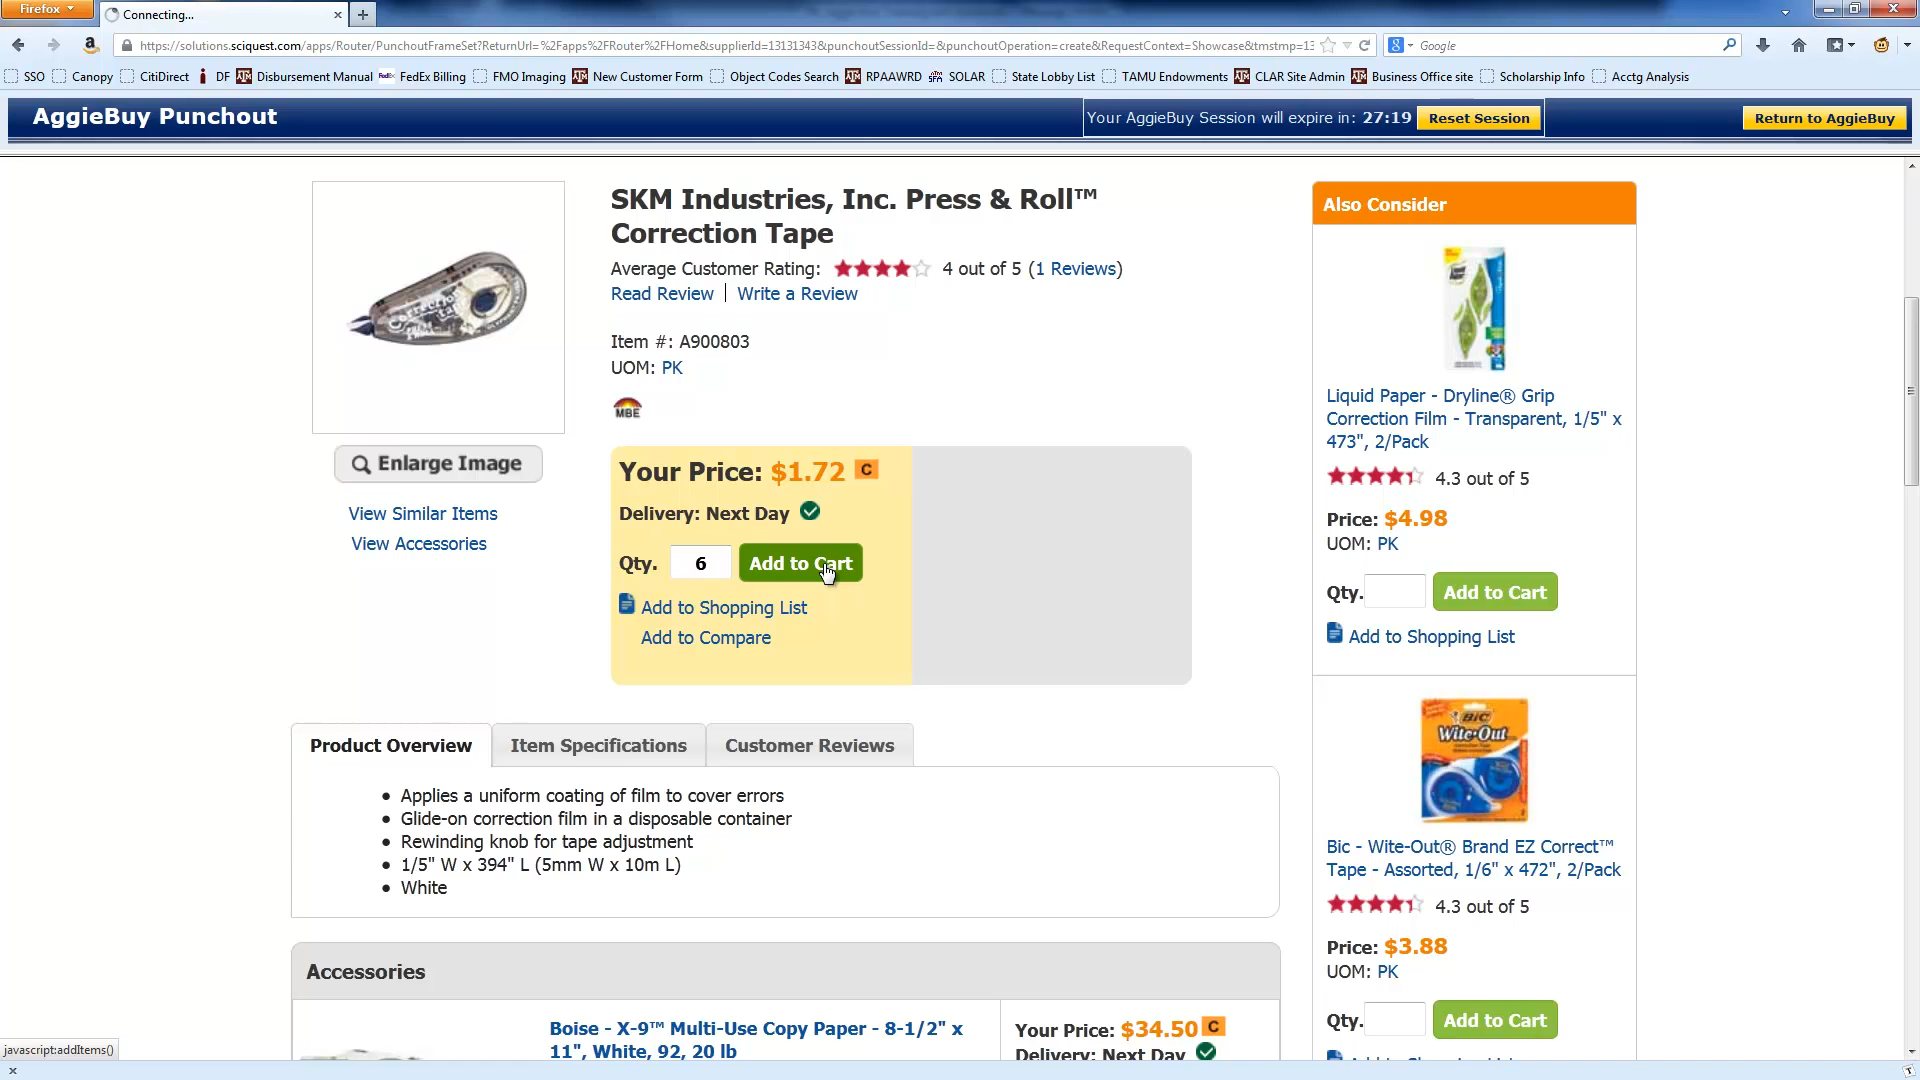 Firefox
Connecting...
https://solutions.sciquest.com/apps/Router/PunchoutFrameSet?ReturnUrl=%2Fapps%2FRouter%2FHome&supplierId=13131343&punchoutSessionId=&punchoutOperation=create&RequestContext=Showcase&tmstmp=13
Google
SSO Canopy CitiDirect DF Disbursement Manual FedEx Billing FMO Imaging New Customer Form Object Codes Search RPAAWRD SOLAR State Lobby List TAMU Endowments CLAR Site Admin Business Office site Scholarship Info Acctg Analysis
AggieBuy Punchout
Your AggieBuy Session will expire in: 27:19 Reset Session
Return to AggieBuy
SKM Industries, Inc. Press & Roll™
Correction Tape
Average Customer Rating: 4 out of 5 (1 Reviews)
Read Review | Write a Review
Item #: A900803
UOM: PK
MBE
Enlarge Image
View Similar Items
View Accessories
Your Price: $1.72 C
Delivery: Next Day
Qty. 6 Add to Cart
Add to Shopping List
Add to Compare
Product Overview
Item Specifications
Customer Reviews
• Applies a uniform coating of film to cover errors
• Glide-on correction film in a disposable container
• Rewinding knob for tape adjustment
• 1/5" W x 394" L (5mm W x 10m L)
• White
Accessories
Boise - X-9™ Multi-Use Copy Paper - 8-1/2" x
11", White, 92, 20 lb
Your Price: $34.50 C
Delivery: Next Day
Also Consider
Liquid Paper - Dryline® Grip
Correction Film - Transparent, 1/5" x
473", 2/Pack
4.3 out of 5
Price: $4.98
UOM: PK
Qty. Add to Cart
Add to Shopping List
BIC
Wite-Out
Bic - Wite-Out® Brand EZ Correct™
Tape - Assorted, 1/6" x 472", 2/Pack
4.3 out of 5
Price: $3.88
UOM: PK
Qty. Add to Cart
javascript:addItems()